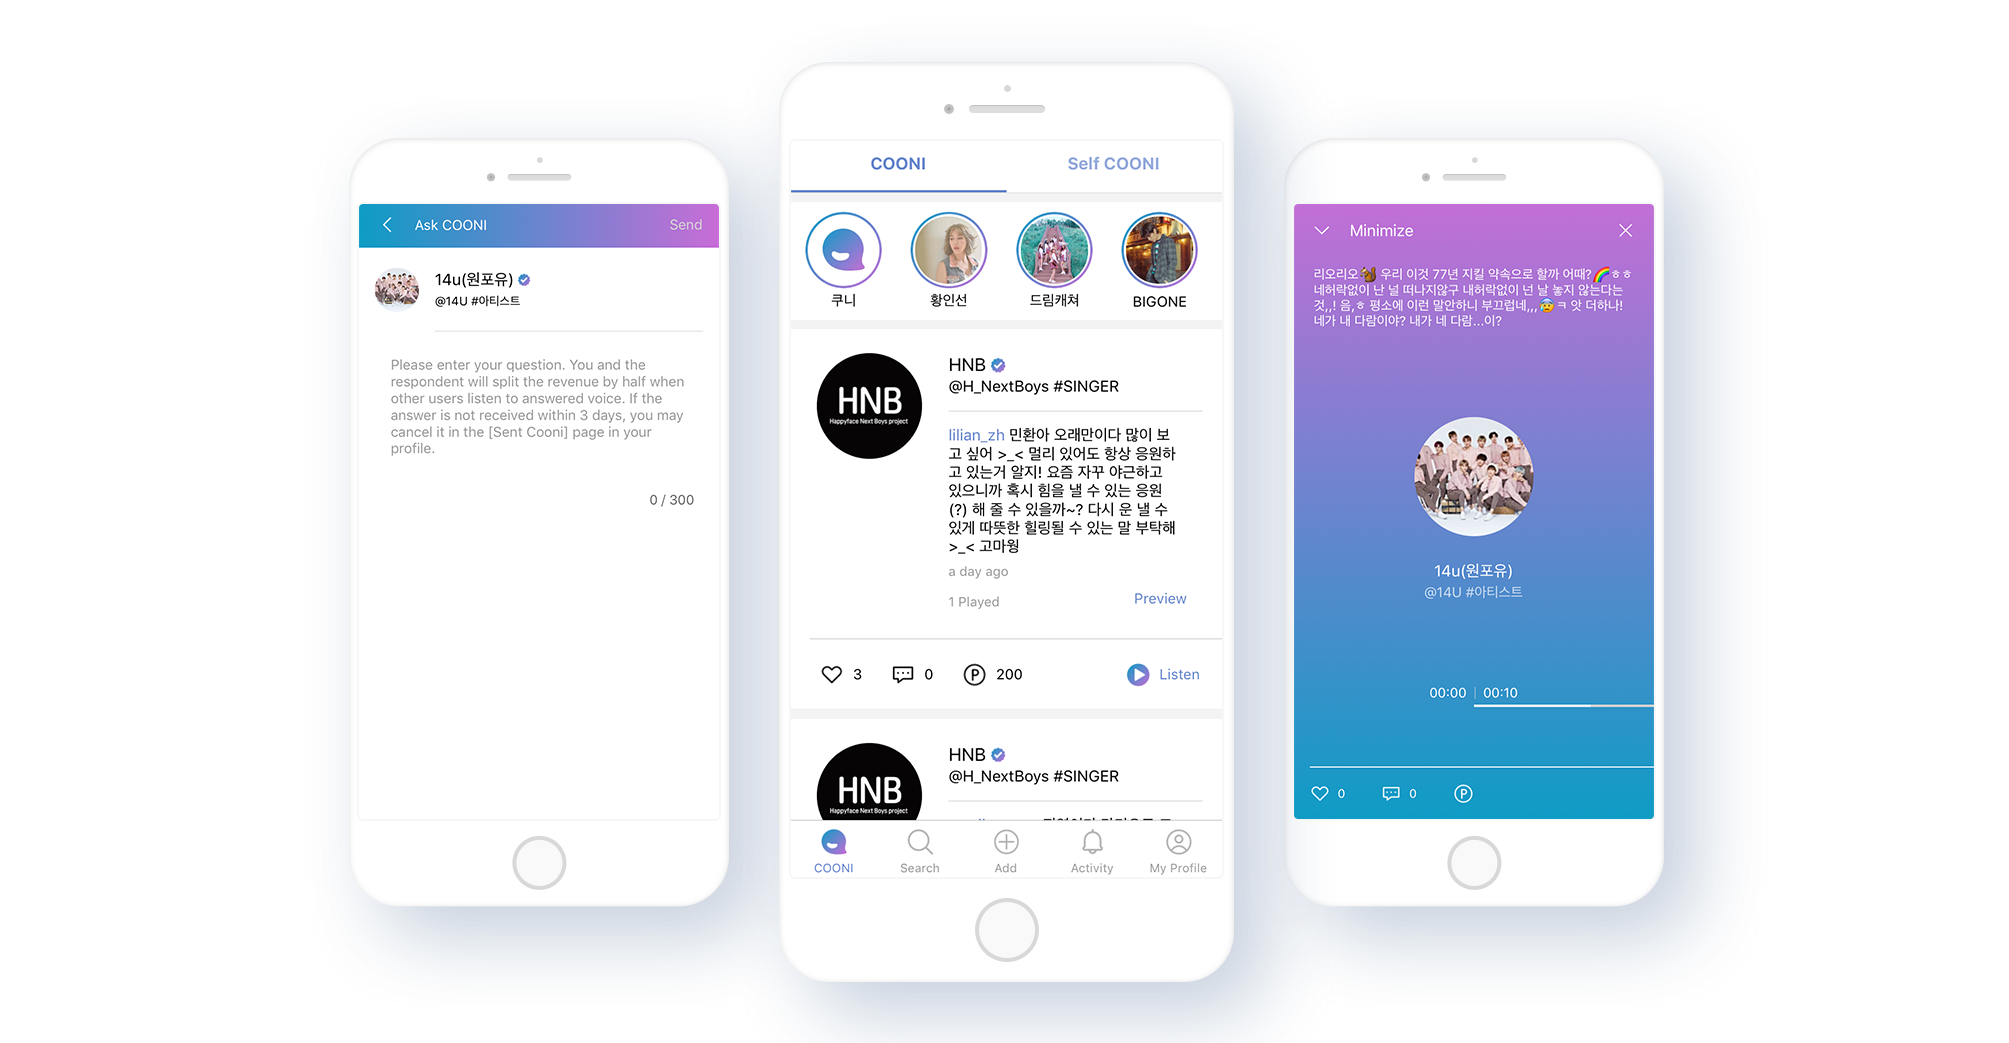 Ask COONI
Send
14u(원포유)
@14U #아티스트
Please enter your question. You and the
respondent will split the revenue by half when
other users listen to answered voice. If the
answer is not received within 3 days, you may
cancel it in the [Sent Cooni] page in your
profile.
0 / 300
COONI
Self COONI
쿠니
황인선
드림캐쳐
BIGONE
HNB
Happyface Next Boys project
HNB
@H_NextBoys #SINGER
lilian_zh 민환아 오래만이다 많이 보
고 싶어 >_< 멀리 있어도 항상 응원하
고 있는거 알지! 요즘 자꾸 야근하고
있으니까 혹시 힘을 낼 수 있는 응원
(?) 해 줄 수 있을까~? 다시 운 낼 수
있게 따뜻한 힐링될 수 있는 말 부탁해
>_< 고마웡
a day ago
1 Played
Preview
3
0
P
200
Listen
HNB
Happyface Next Boys project
HNB
@H_NextBoys #SINGER
COONI
Search
Add
Activity
My Profile
Minimize
리오리오🐿 우리 이것 77년 지킬 약속으로 할까 어때?🌈ㅎㅎ
네허락없이 난 널 떠나지않구 내허락없이 넌 날 놓지 않는다는
것,,! 음,ㅎ 평소에 이런 말안하니 부끄럽네,,,😰ㅋ 앗 더하나!
네가 내 다람이야? 내가 네 다람...이?
14u(원포유)
@14U #아티스트
00:00 | 00:10
0
0
P